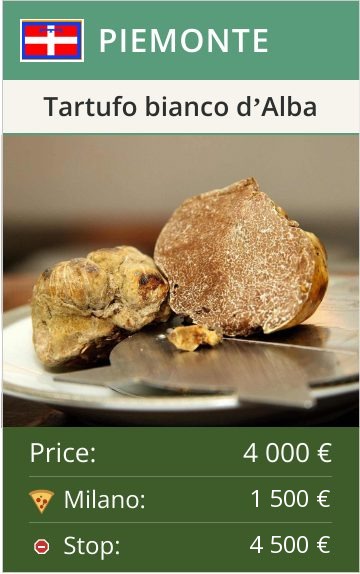 PIEMONTE
Tartufo bianco d’Alba
Price: 4 000 €
Milano: 1 500 €
Stop: 4 500 €